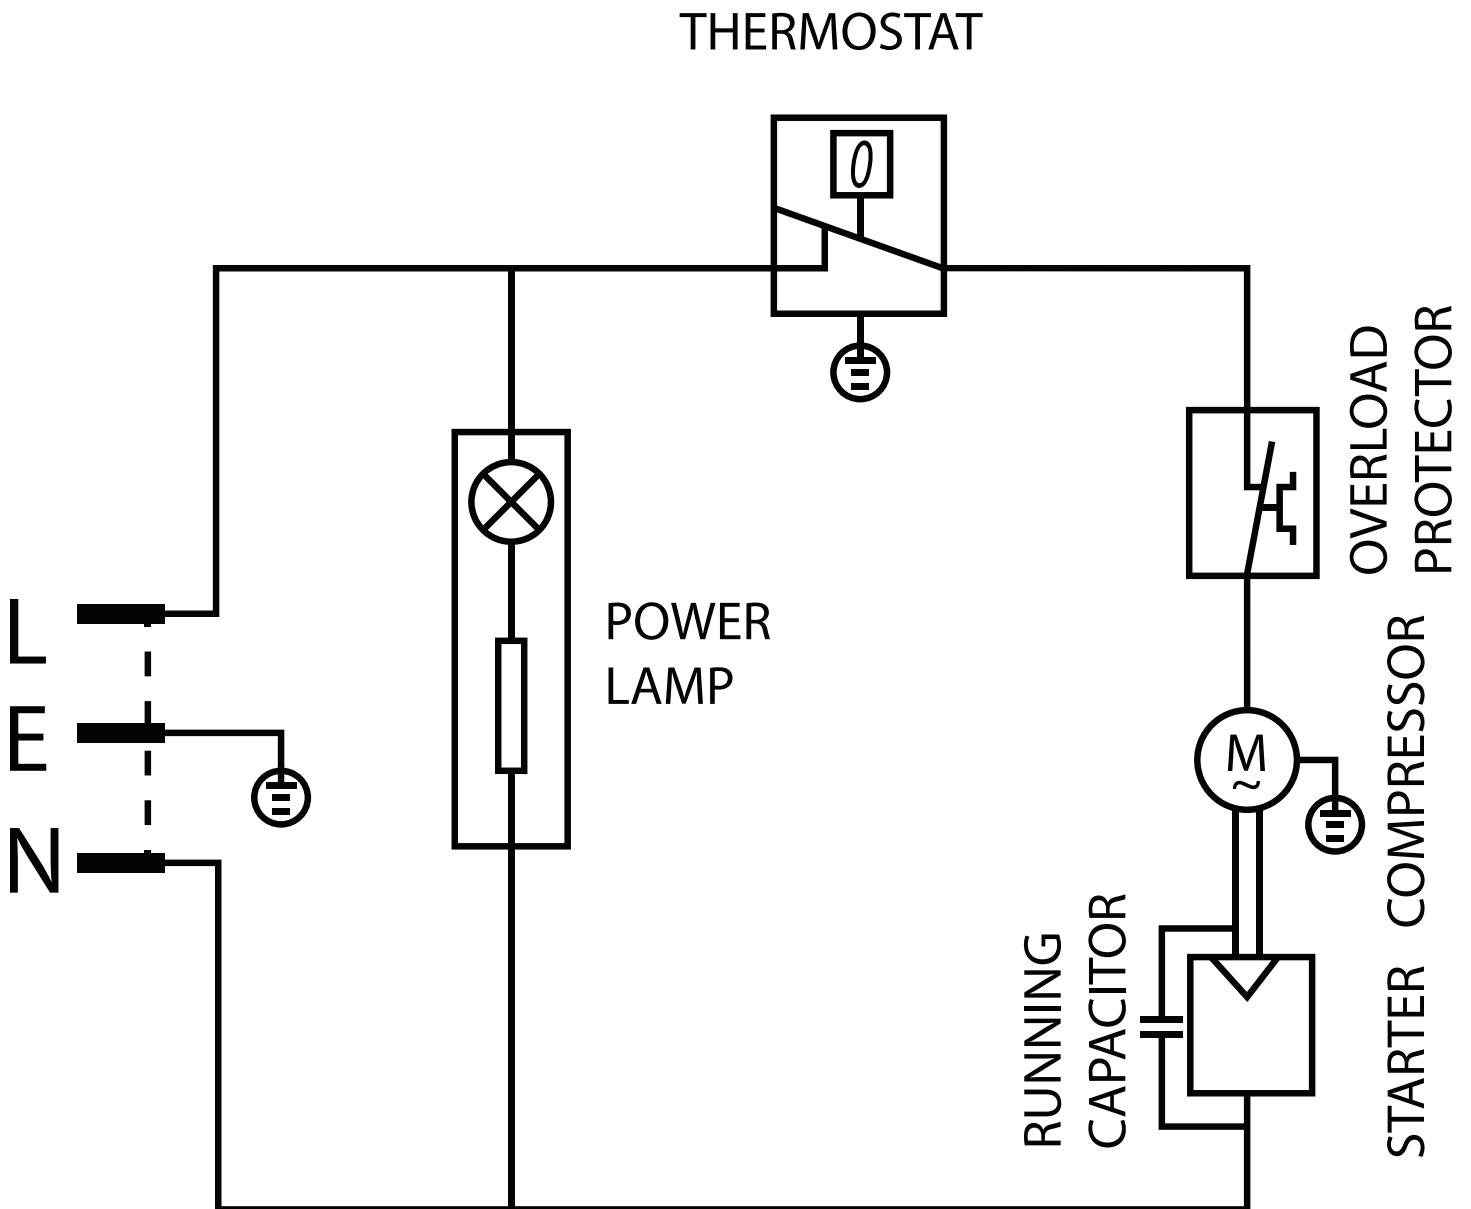 THERMOSTAT
0
OVERLOAD
PROTECTOR
POWER
LAMP
L
E
N
M
~
COMPRESSOR
RUNNING
CAPACITOR
STARTER